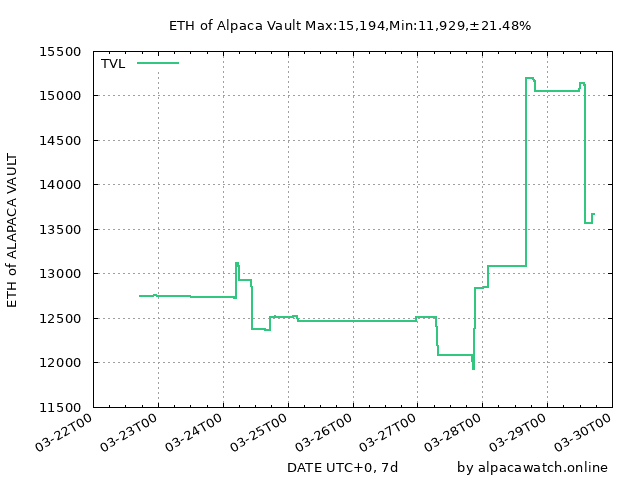 ETH of Alpaca Vault Max:15,194,Min:11,929,±21.48%
TVL
15500
15000
14500
14000
13500
13000
12500
12000
11500
ETH of ALAPACA VAULT
03-22T00
03-23T00
03-24T00
03-25T00
03-26T00
03-27T00
03-28T00
03-29T00
03-30T00
DATE UTC+0, 7d
by alpacawatch.online